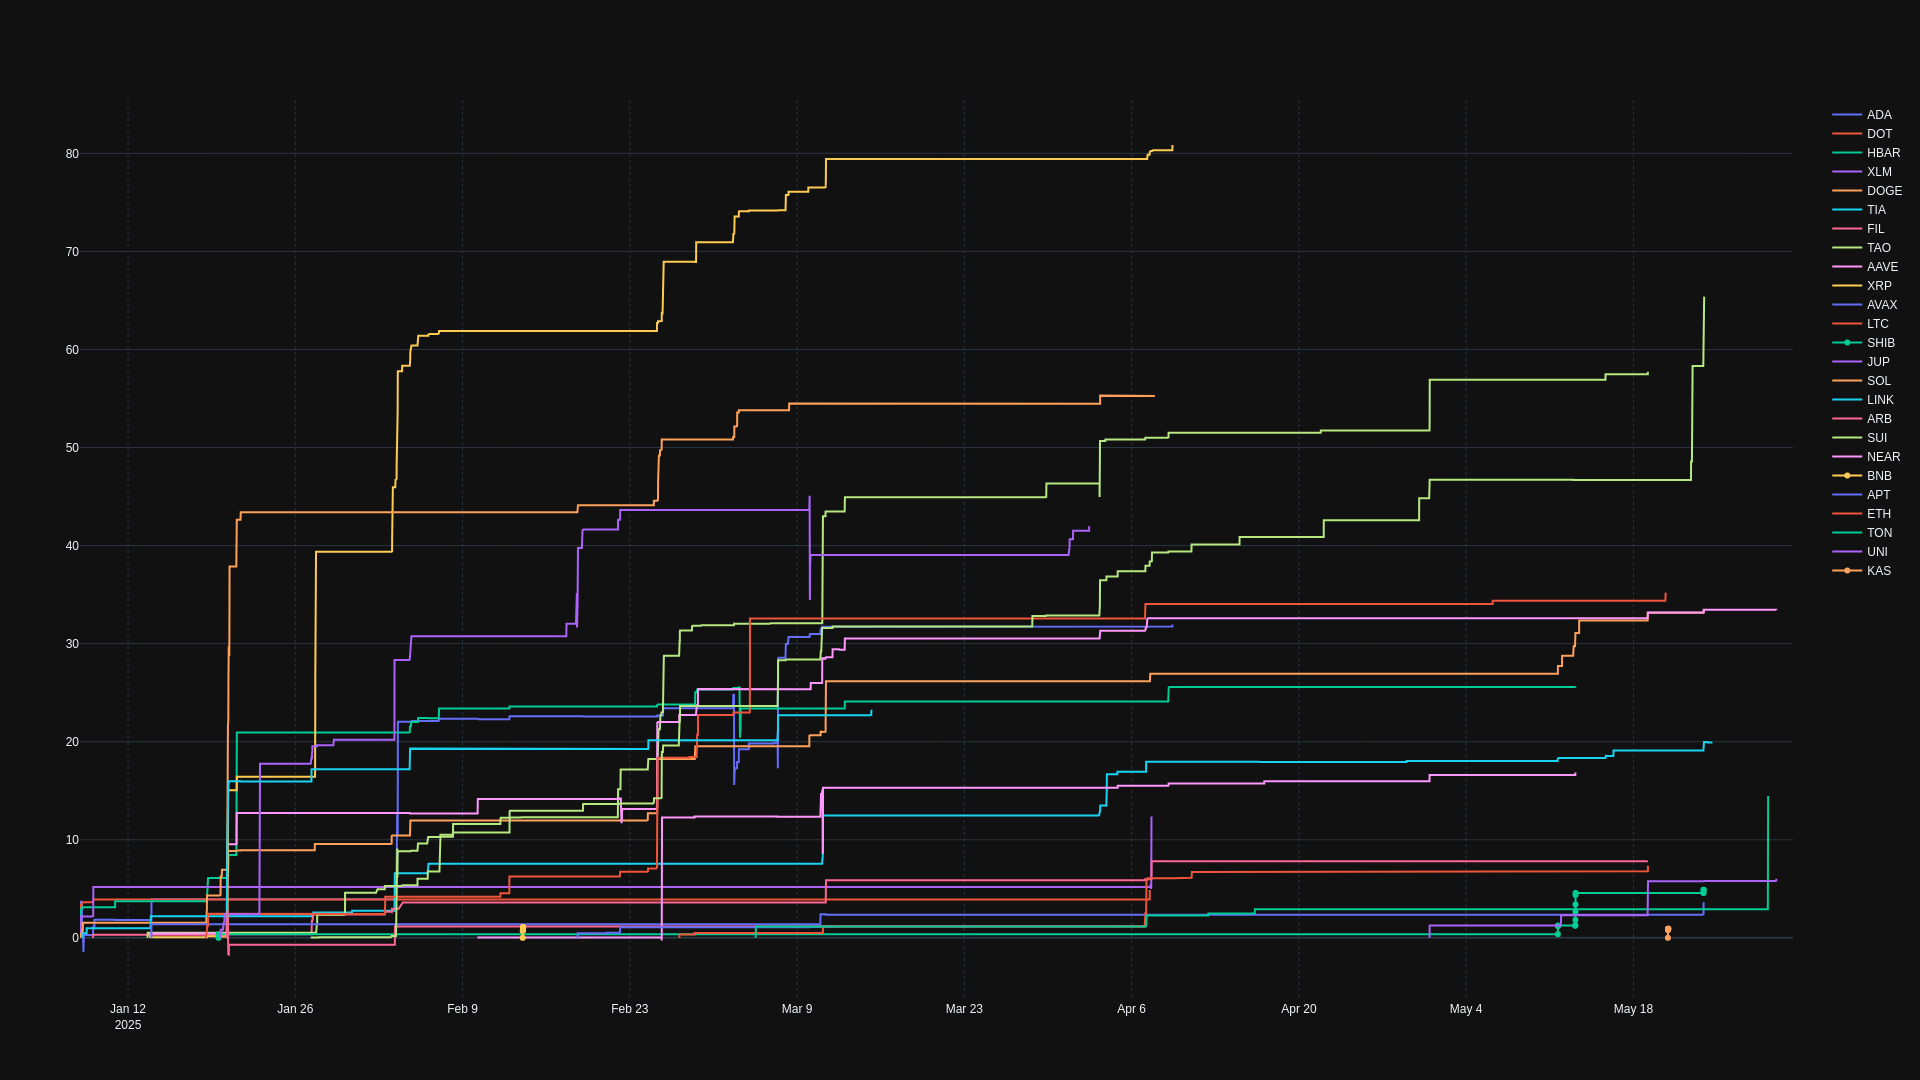 80
70
60
50
40
30
20
10
0
Jan 12
2025
Jan 26
Feb 9
Feb 23
Mar 9
Mar 23
Apr 6
Apr 20
May 4
May 18
ADA
DOT
HBAR
XLM
DOGE
TIA
FIL
TAO
AAVE
XRP
AVAX
LTC
SHIB
JUP
SOL
LINK
ARB
SUI
NEAR
BNB
APT
ETH
TON
UNI
KAS